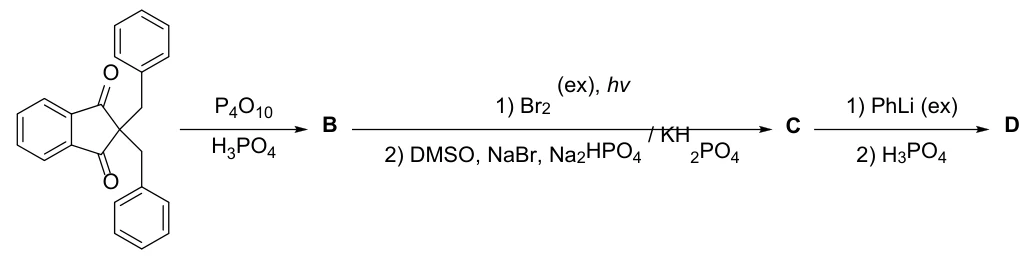 O
O
P4O10
H3PO4
B
1) Br2 (ex), hv
2) DMSO, NaBr, Na2HPO4 / KH2PO4
C
1) PhLi (ex)
2) H3PO4
D